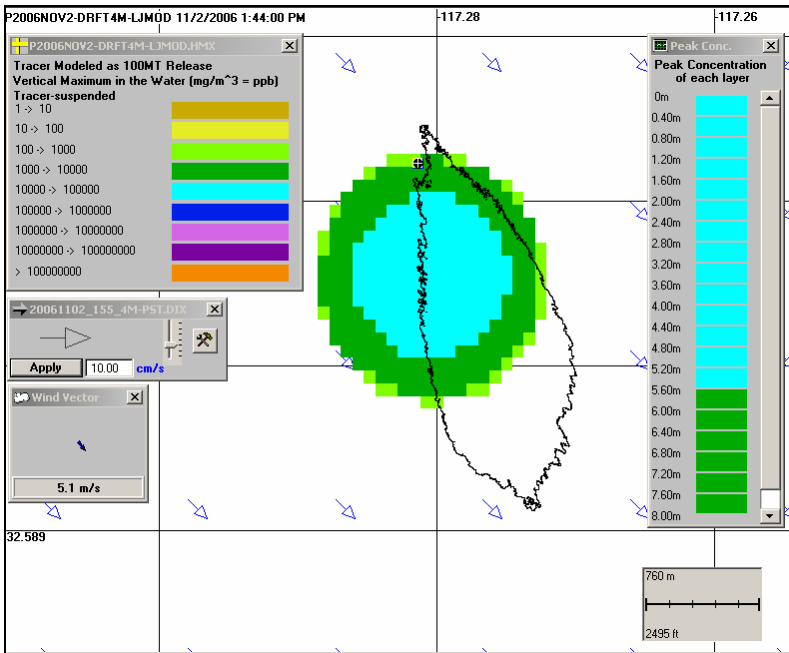 P2006NOV2-DRFT4M-LJMOD 11/2/2006 1:44:00 PM
-117.28
-117.26
P2006NOV2-DRFT4M-LJMOD.HMX
Tracer Modeled as 100MT Release
Vertical Maximum in the Water (mg/m^3 = ppb)
Tracer-suspended
1 -> 10
10 -> 100
100 -> 1000
1000 -> 10000
10000 -> 100000
100000 -> 1000000
1000000 -> 10000000
10000000 -> 100000000
> 100000000
20061102_155_4M-PST.DIX
Apply
10.00
cm/s
Wind Vector
5.1 m/s
32.589
Peak Conc.
Peak Concentration
of each layer
0m
0.40m
0.80m
1.20m
1.60m
2.00m
2.40m
2.80m
3.20m
3.60m
4.00m
4.40m
4.80m
5.20m
5.60m
6.00m
6.40m
6.80m
7.20m
7.60m
8.00m
760 m
2495 ft